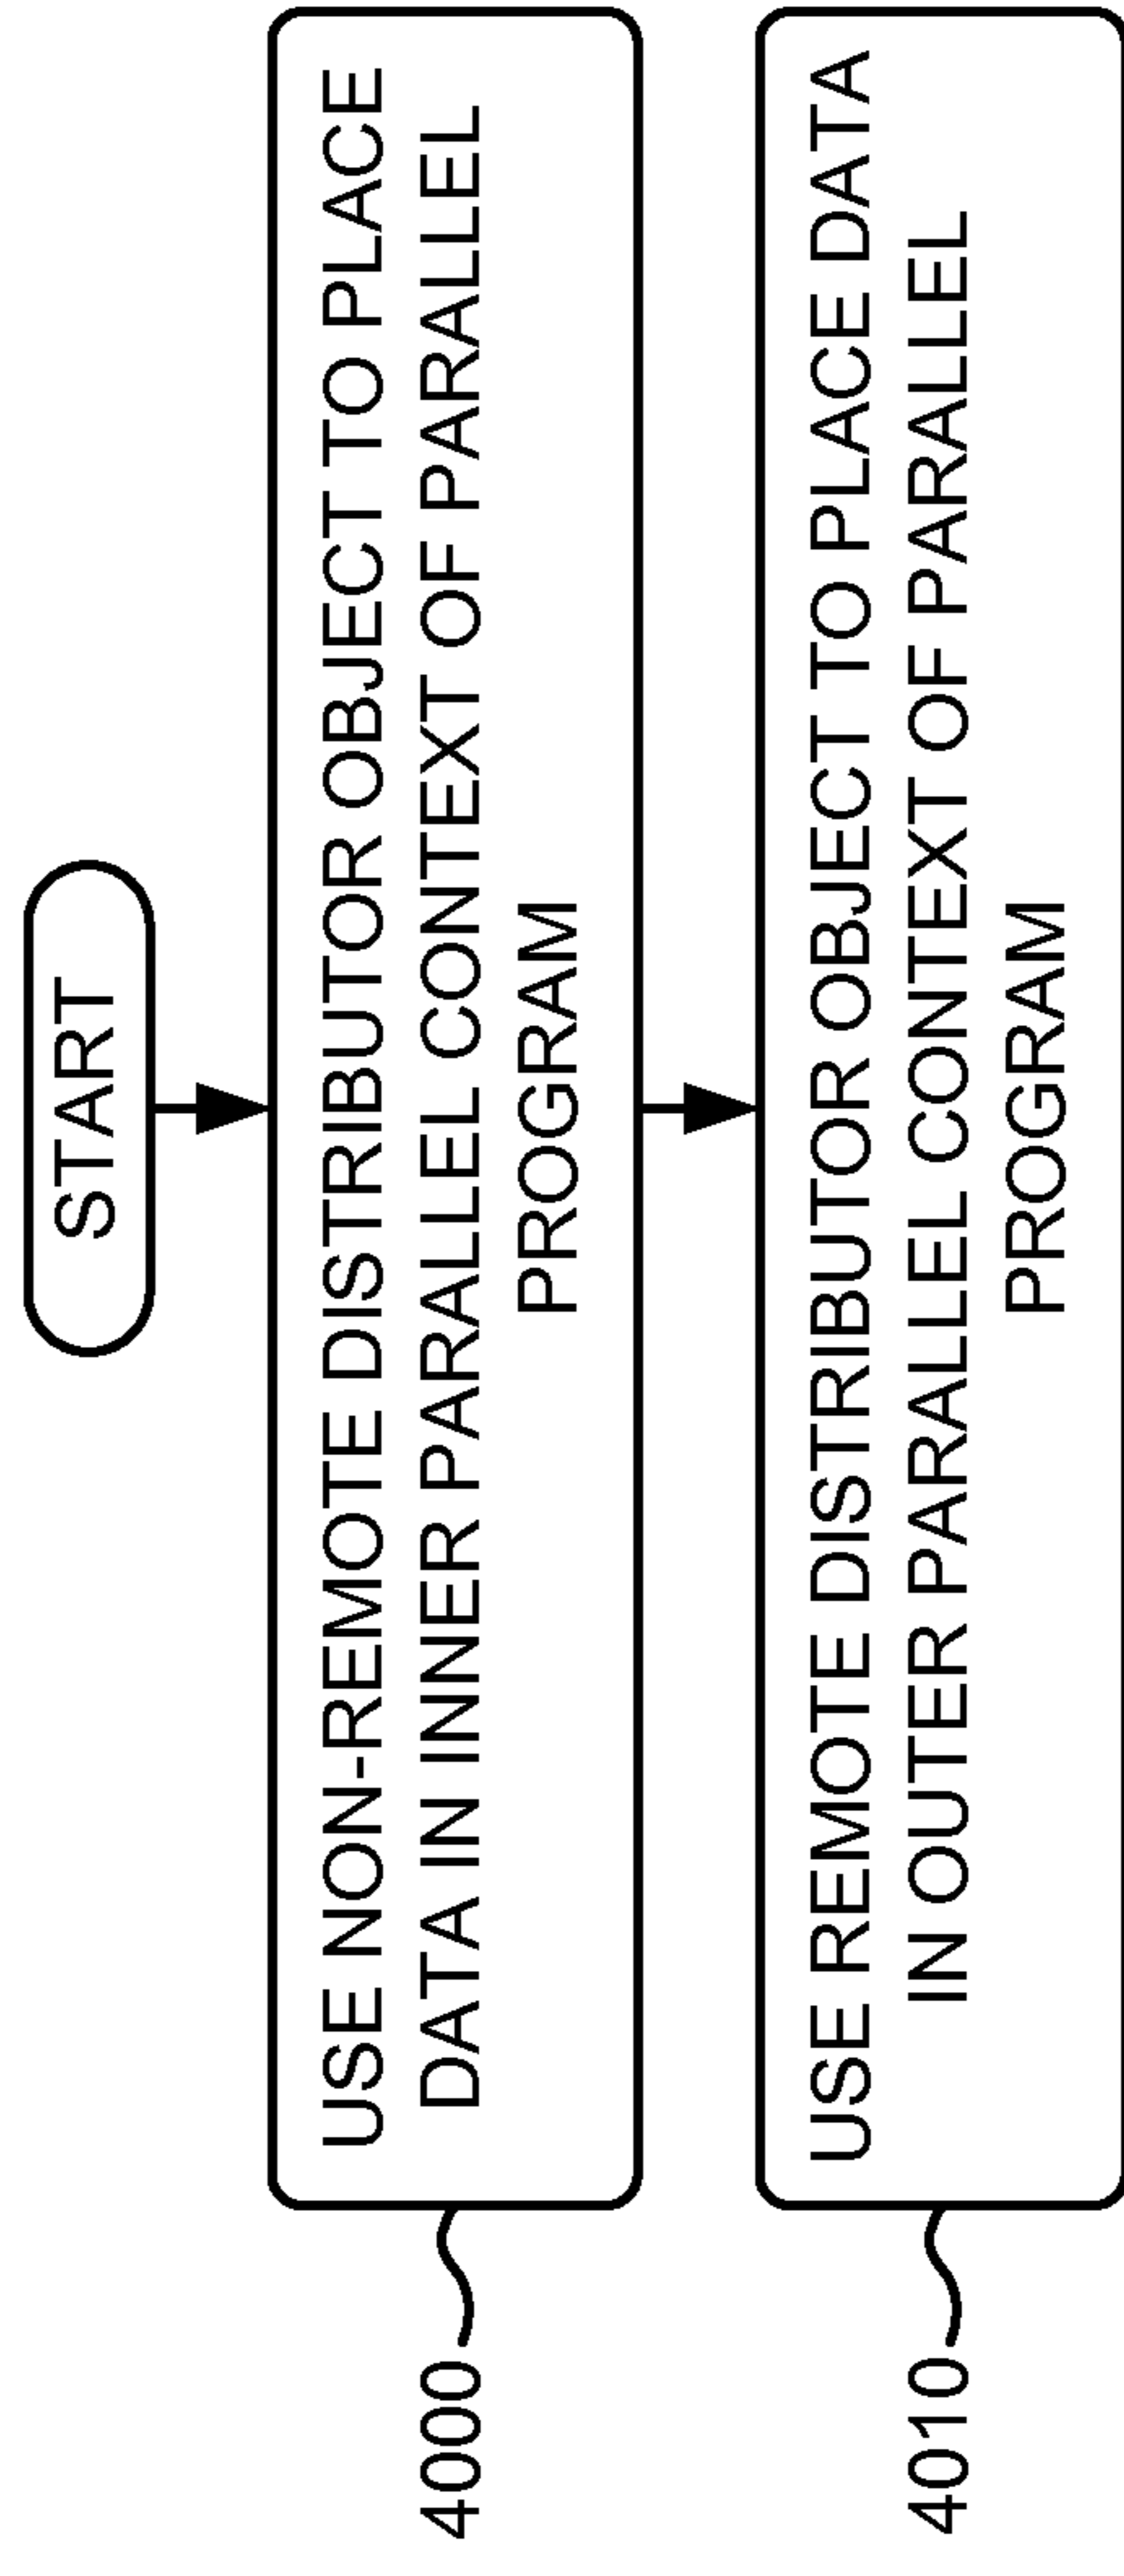 START
USE NON-REMOTE DISTRIBUTOR OBJECT TO PLACE
DATA IN INNER PARALLEL CONTEXT OF PARALLEL
PROGRAM
4000
USE REMOTE DISTRIBUTOR OBJECT TO PLACE DATA
IN OUTER PARALLEL CONTEXT OF PARALLEL
PROGRAM
4010